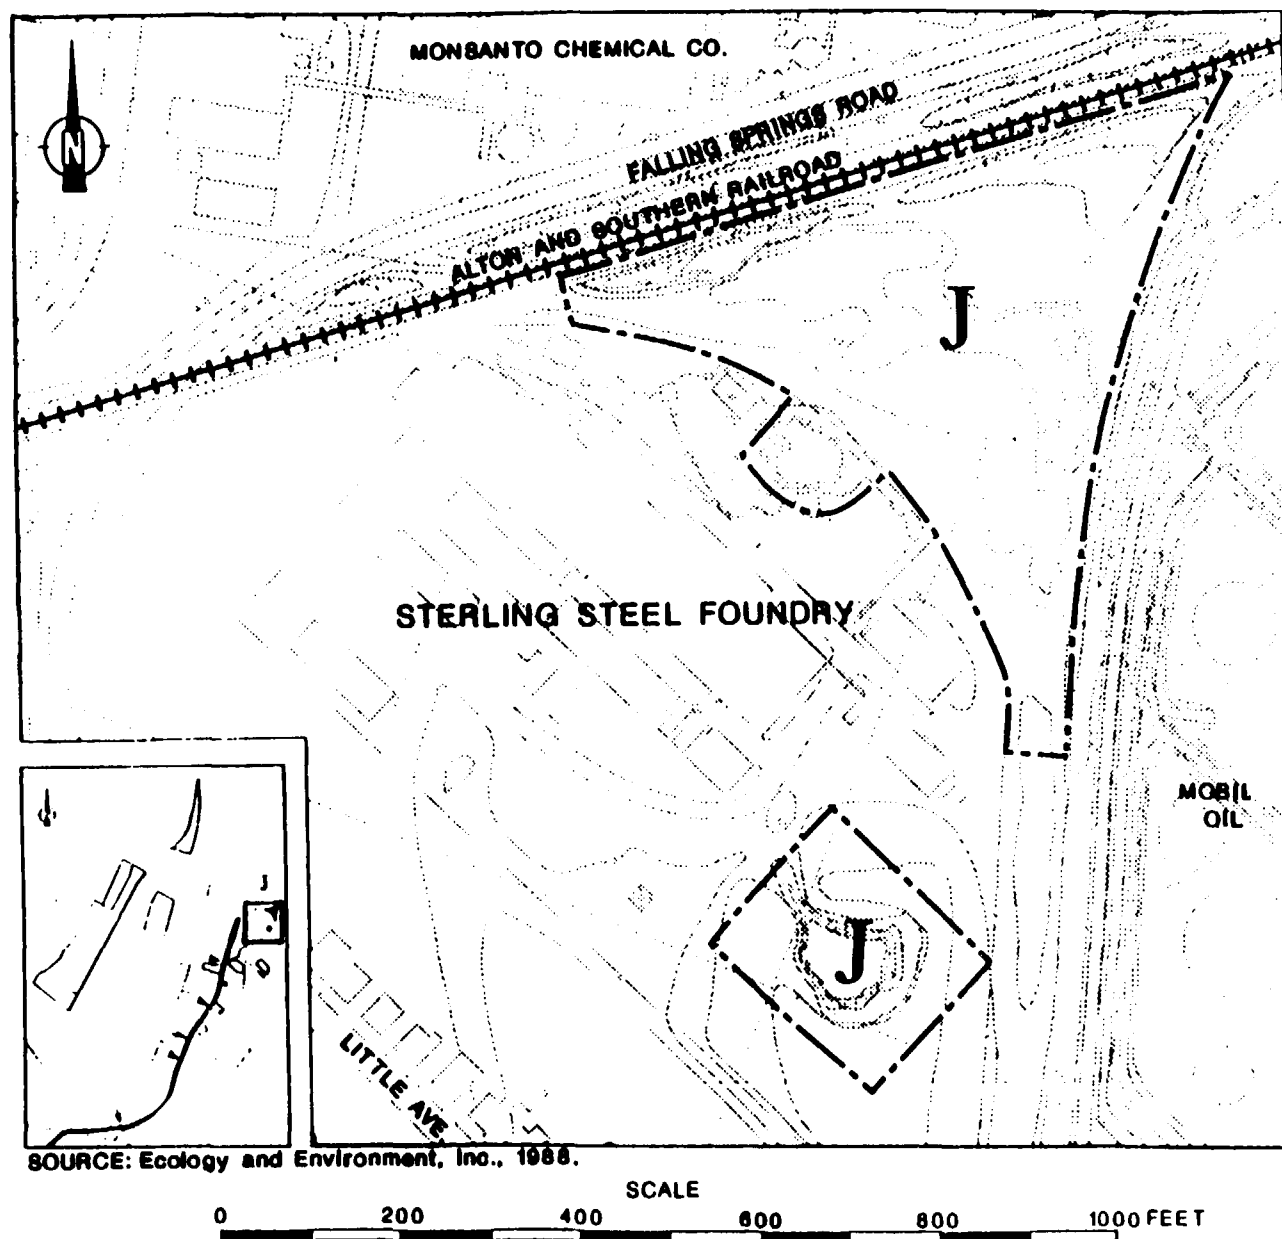 MONSANTO CHEMICAL CO.
N
FALLING SPRINGS ROAD
ALTON AND SOUTHERN RAILROAD
J
STERLING STEEL FOUNDRY
MOBIL
OIL
J
J
LITTLE AVE
SOURCE: Ecology and Environment, Inc., 1988.
SCALE
0 200 400 600 800 1000 FEET